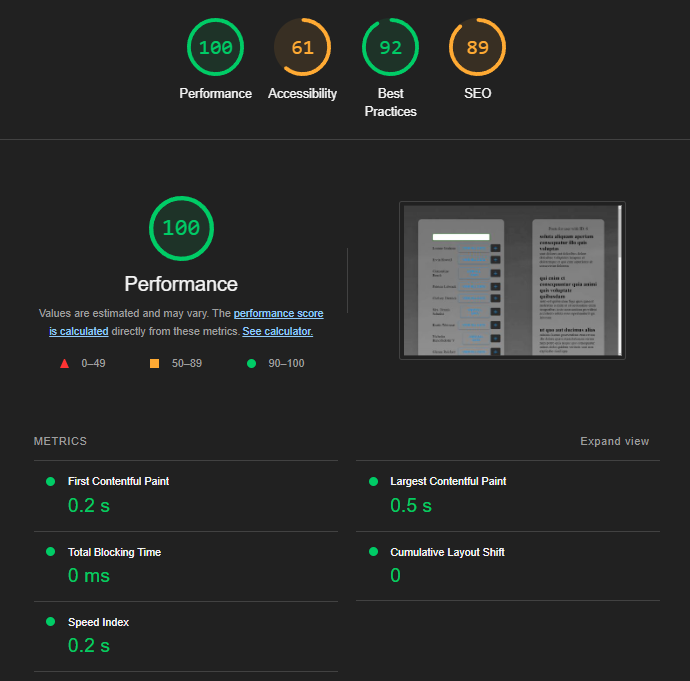 100
61
92
89
Performance
Accessibility
Best
Practices
SEO
100
Performance
Values are estimated and may vary. The performance score
is calculated directly from these metrics. See calculator.
0–49
50–89
90–100
METRICS
Expand view
First Contentful Paint
0.2 s
Largest Contentful Paint
0.5 s
Total Blocking Time
0 ms
Cumulative Layout Shift
0
Speed Index
0.2 s